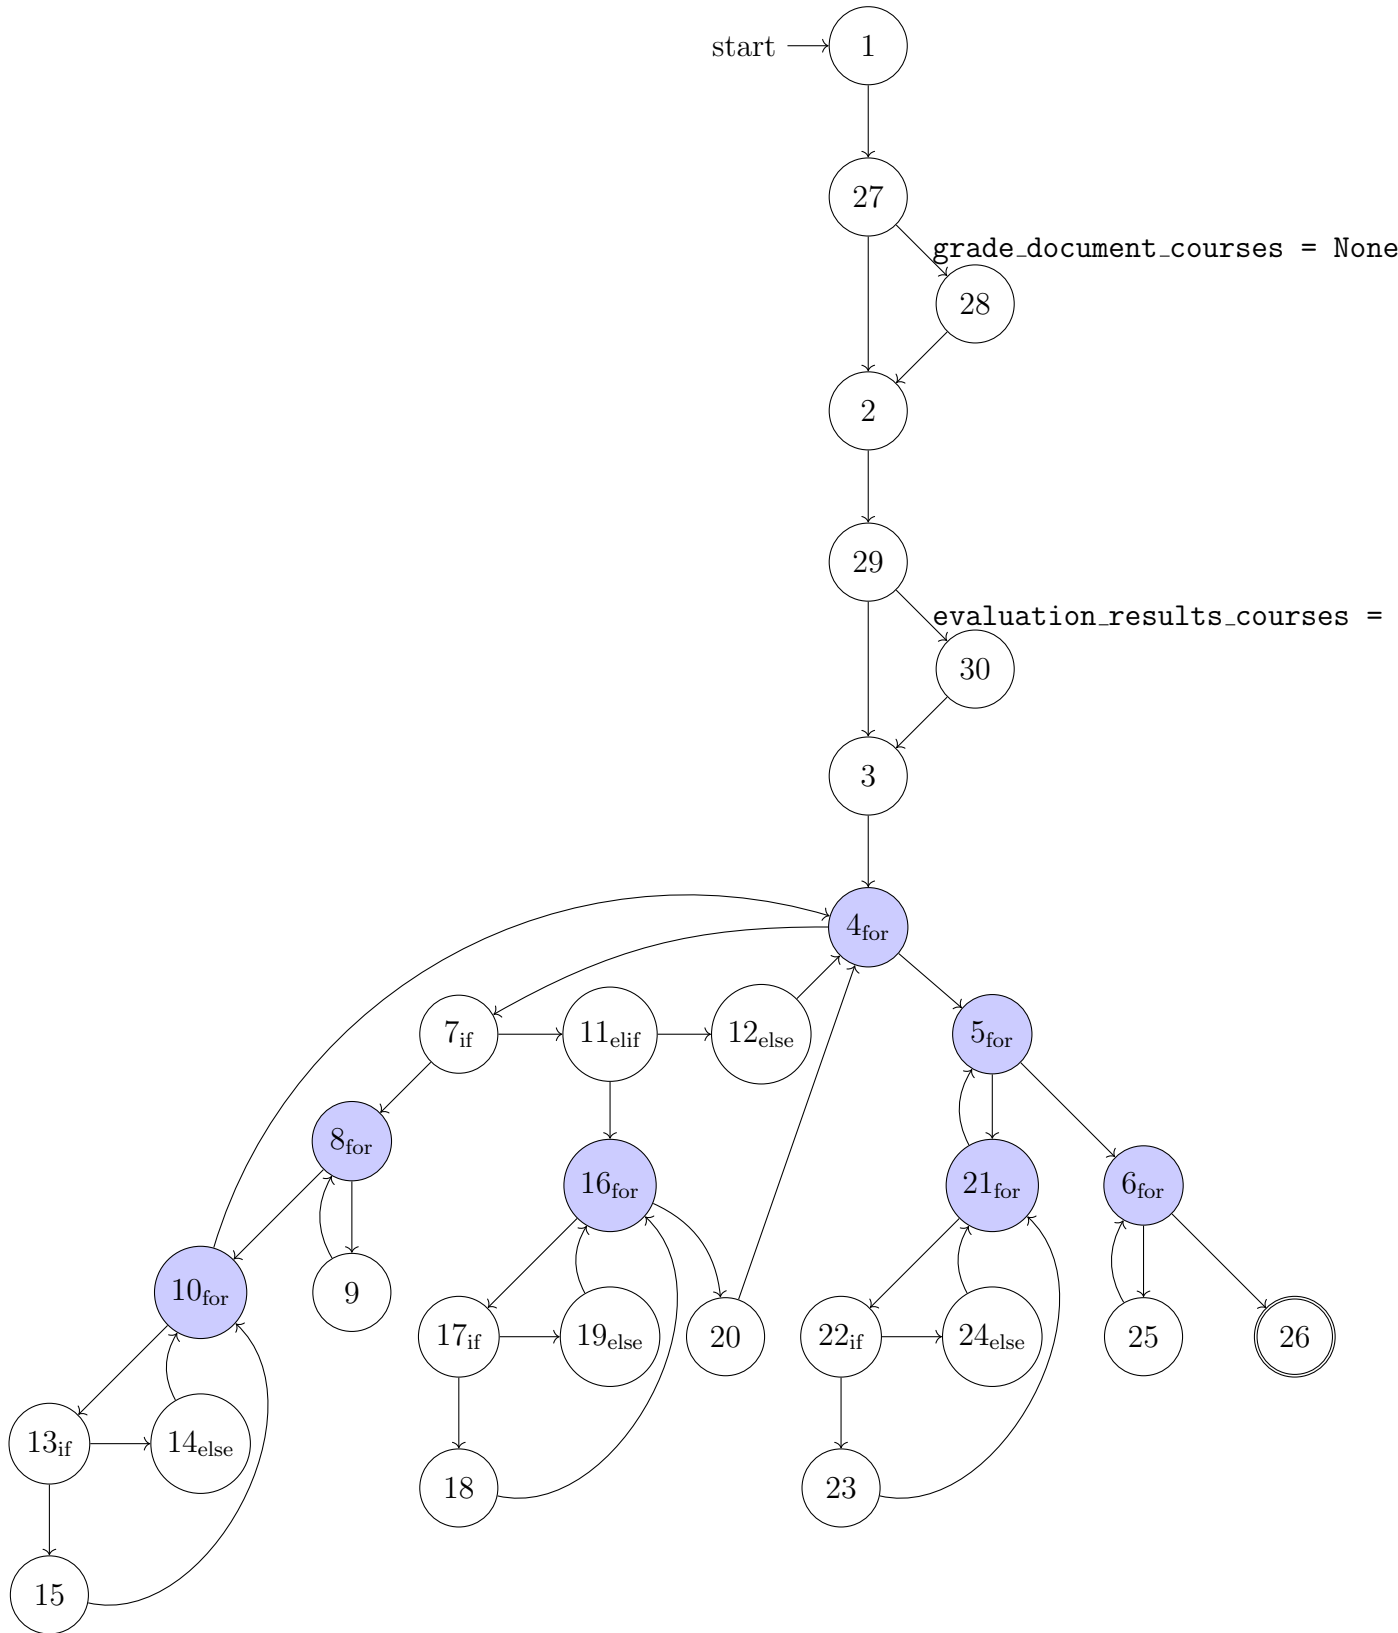 start 1
27
grade_document_courses = None
28
2
29
evaluation_results_courses =
30
3
4for
7if 11elif 12else 5for
8for
16for 21for 6for
10for 9
17if 19else 20 22if 24else 25 26
13if 14else
18 23
15